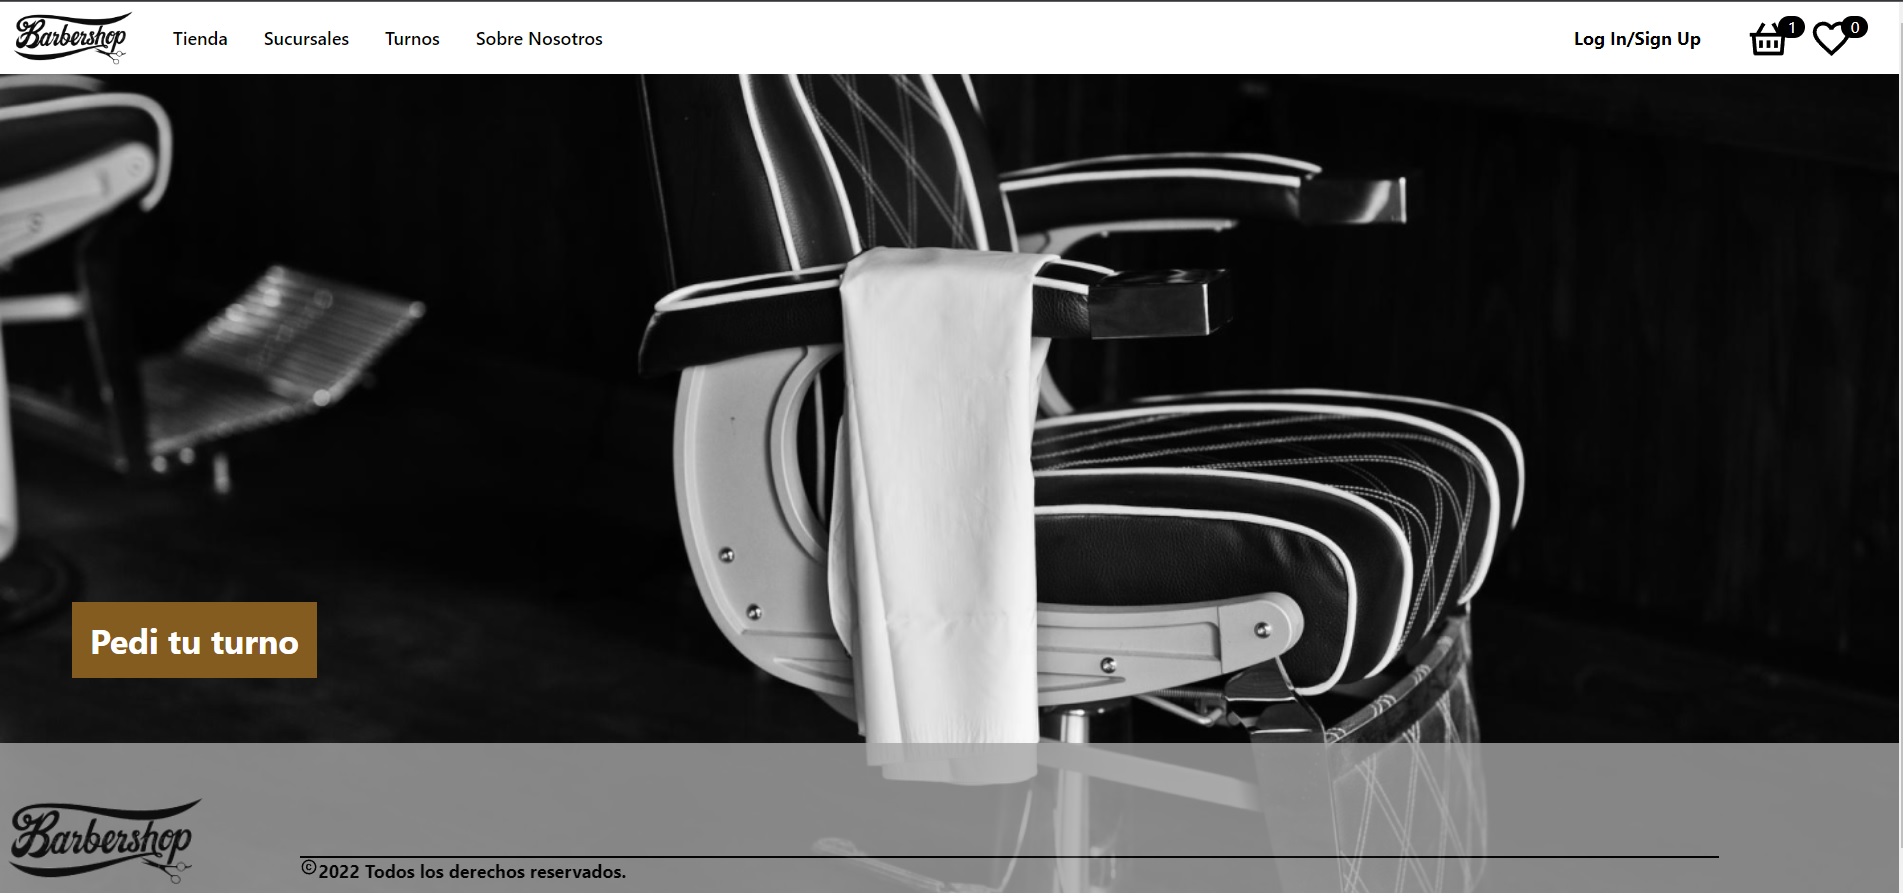 Barbershop
Tienda
Sucursales
Turnos
Sobre Nosotros
Log In/Sign Up
1
0
Pedi tu turno
Barbershop
©2022 Todos los derechos reservados.